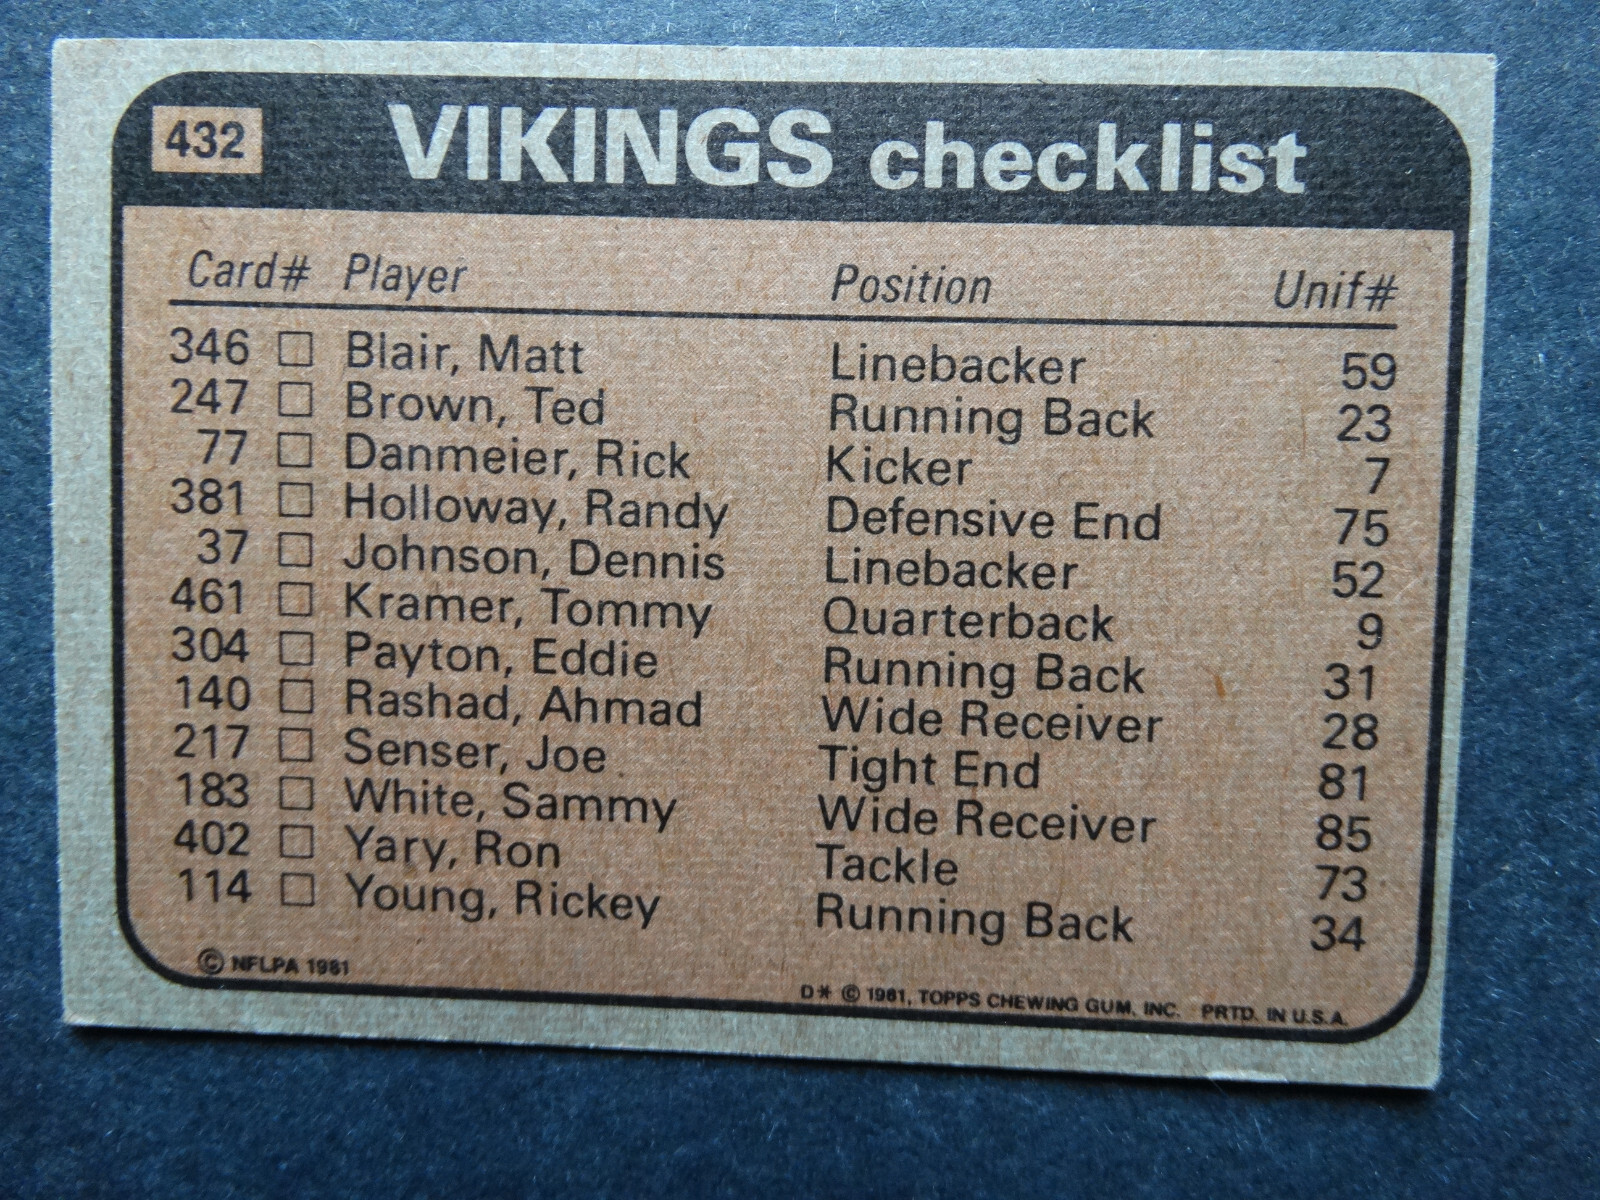 432 VIKINGS checklist
Card# Player Position Unif#
346 □ Blair, Matt Linebacker 59
247 □ Brown, Ted Running Back 23
77 □ Danmeier, Rick Kicker 7
381 □ Holloway, Randy Defensive End 75
37 □ Johnson, Dennis Linebacker 52
461 □ Kramer, Tommy Quarterback 9
304 □ Payton, Eddie Running Back 31
140 □ Rashad, Ahmad Wide Receiver 28
217 □ Senser, Joe Tight End 81
183 □ White, Sammy Wide Receiver 85
402 □ Yary, Ron Tackle 73
114 □ Young, Rickey Running Back 34
© NFLPA 1981
D* © 1981, TOPPS CHEWING GUM, INC. PRTD. IN U.S.A.